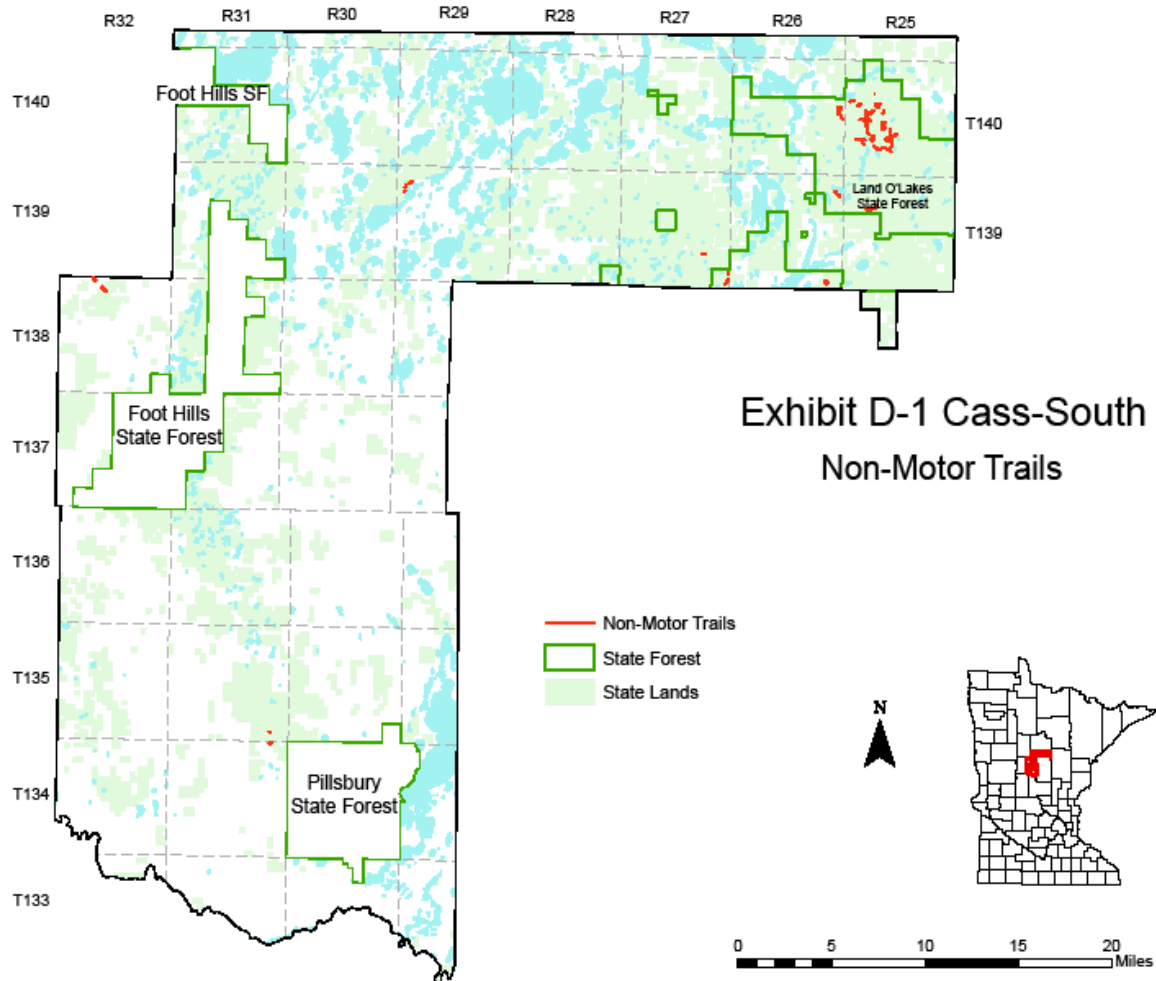 R32
R31
R30
R29
R28
R27
R26
R25
Foot Hills SF
T140
T140
Land O'Lakes
State Forest
T139
T139
T138
Exhibit D-1 Cass-South
Non-Motor Trails
Foot Hills
State Forest
T137
T136
Non-Motor Trails
State Forest
State Lands
T135
N
Pillsbury
State Forest
T134
T133
0 5 10 15 20
Miles